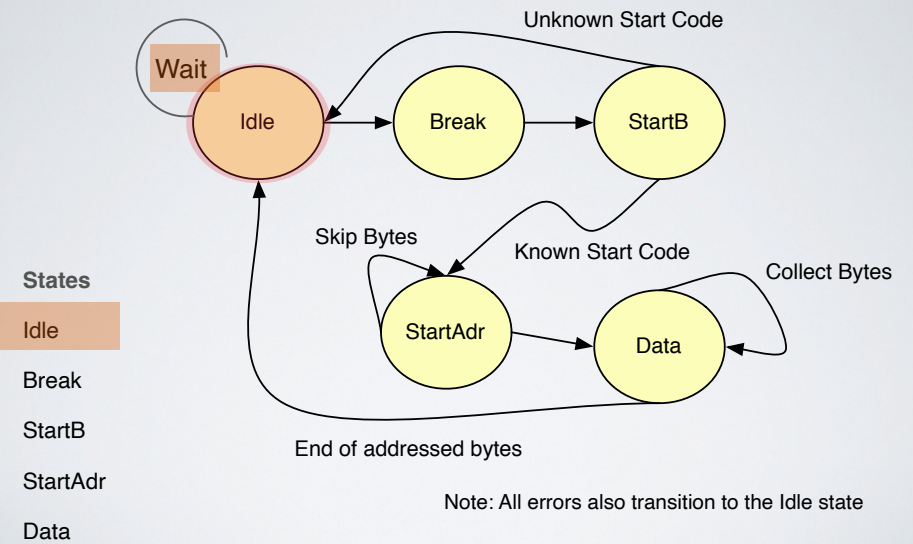 Unknown Start Code
Wait
Idle
Break
StartB
Skip Bytes
Known Start Code
Collect Bytes
StartAdr
Data
End of addressed bytes
Note: All errors also transition to the Idle state
States
Idle
Break
StartB
StartAdr
Data